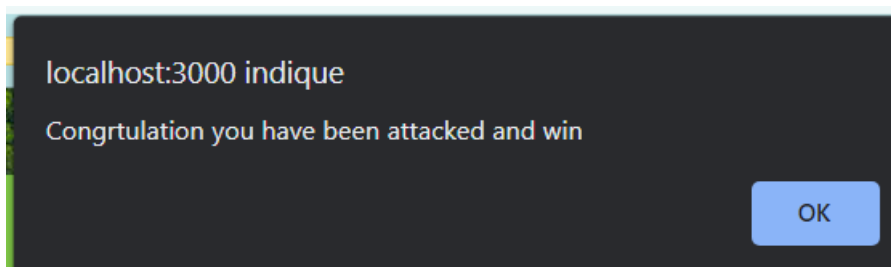 localhost:3000 indique
Congrtulation you have been attacked and win
OK